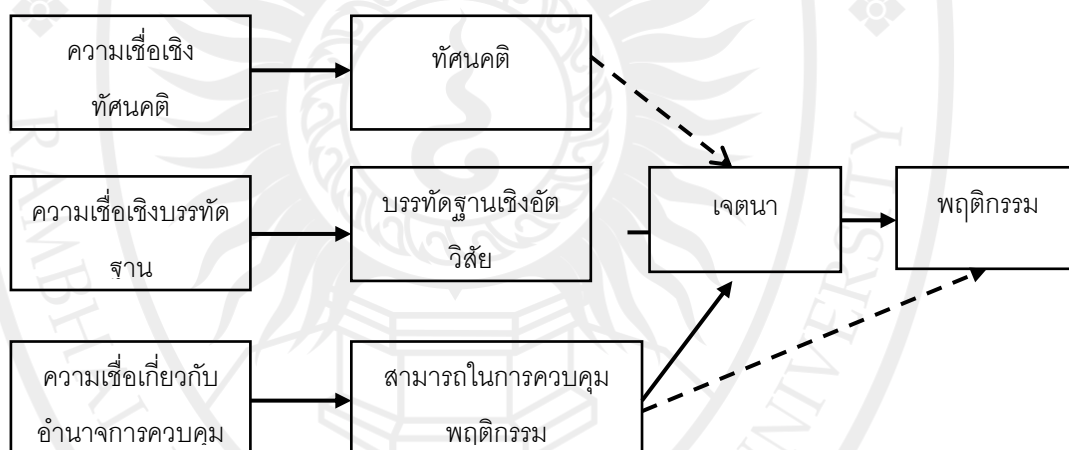 ความเชื่อเชิง
ทัศนคติ
ทัศนคติ
ความเชื่อเชิงบรรทัด
ฐาน
บรรทัดฐานเชิงอัต
วิสัย
เจตนา
พฤติกรรม
ความเชื่อเกี่ยวกับ
อำนาจการควบคุม
สามารถในการควบคุม
พฤติกรรม
UNIVERSITY